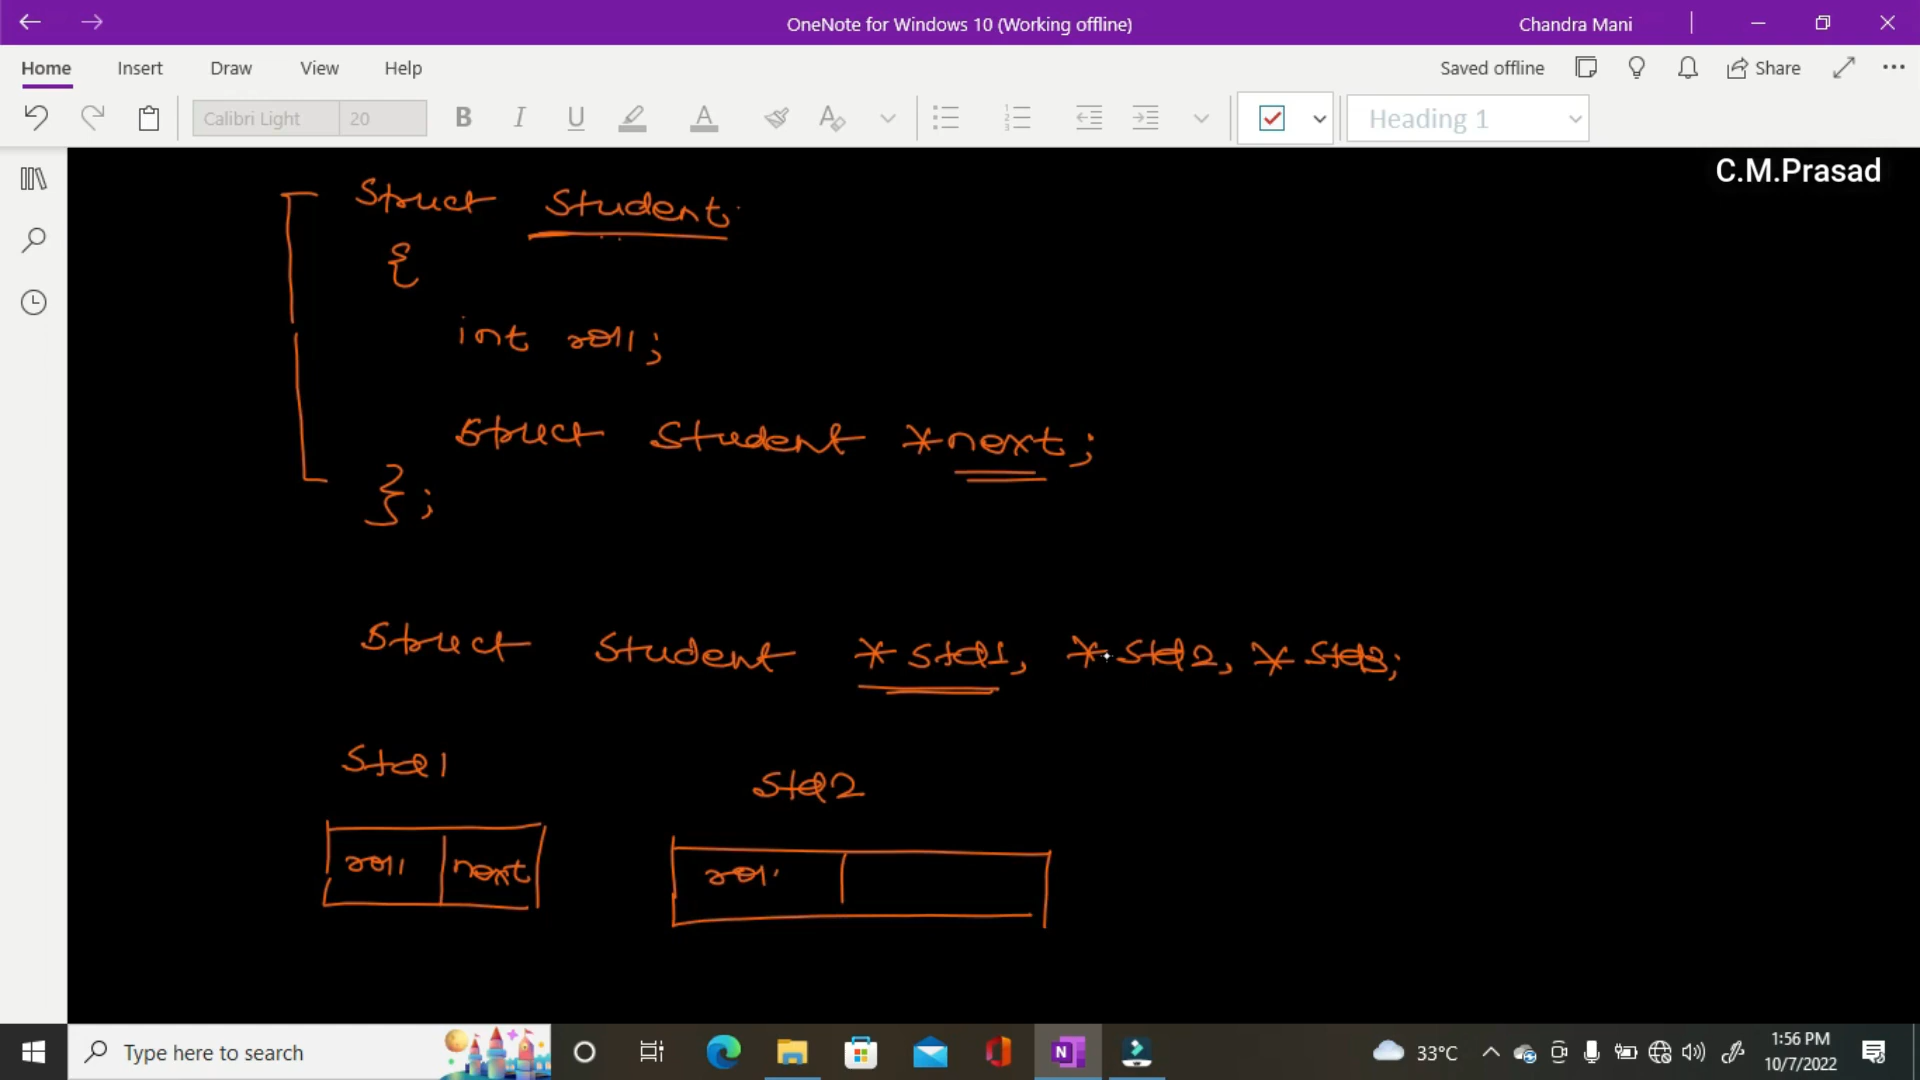 OneNote for Windows 10 (Working offline)
Chandra Mani
Home Insert Draw View Help
Saved offline
Share
Calibri Light 20
B I U A A
Heading 1
C.M.Prasad
Struct Student
{
int roll;
Struct Student *next;
};
Struct Student *Std1, *Std2, *Std3;
Std1
Std2
roll next
roll
Type here to search
33°C
1:56 PM
10/7/2022